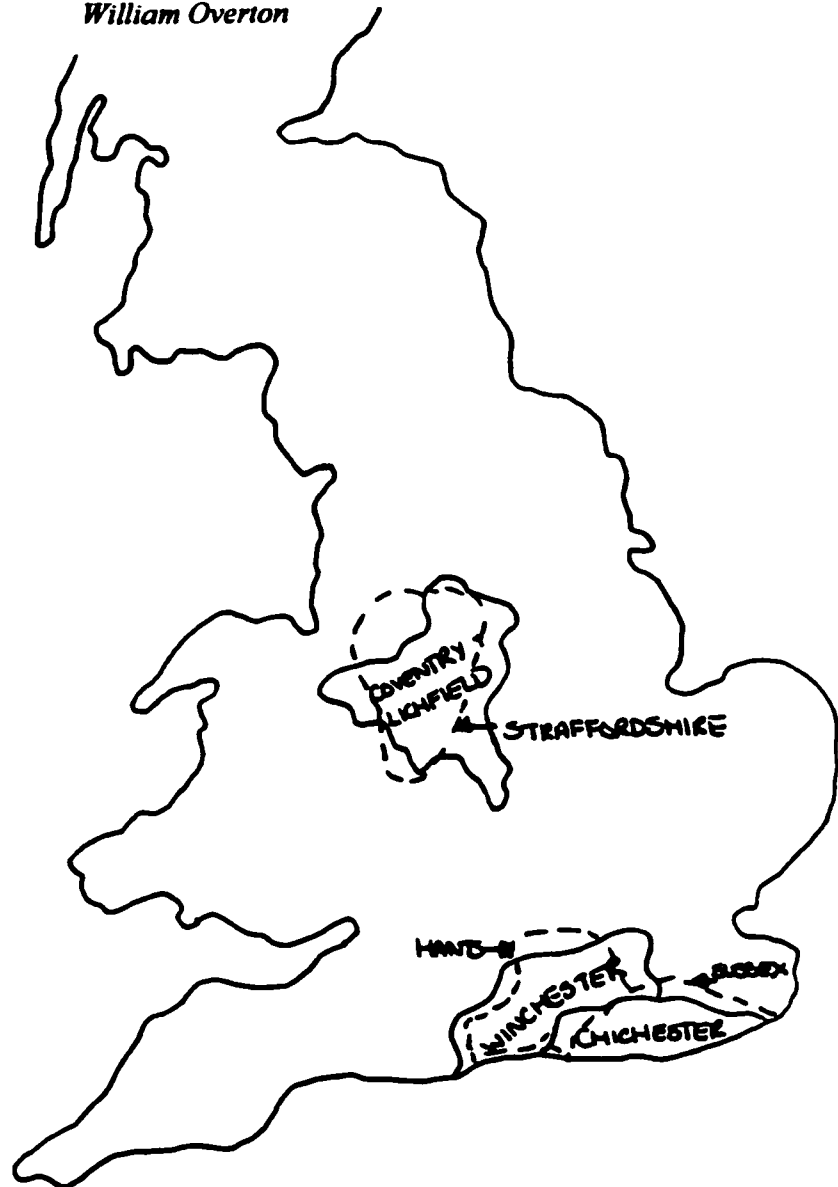 William Overton
COVENTRY
LICHFIELD
STRAFFORDSHIRE
HANTS
WINCHESTER
SUSSEX
CHICHESTER